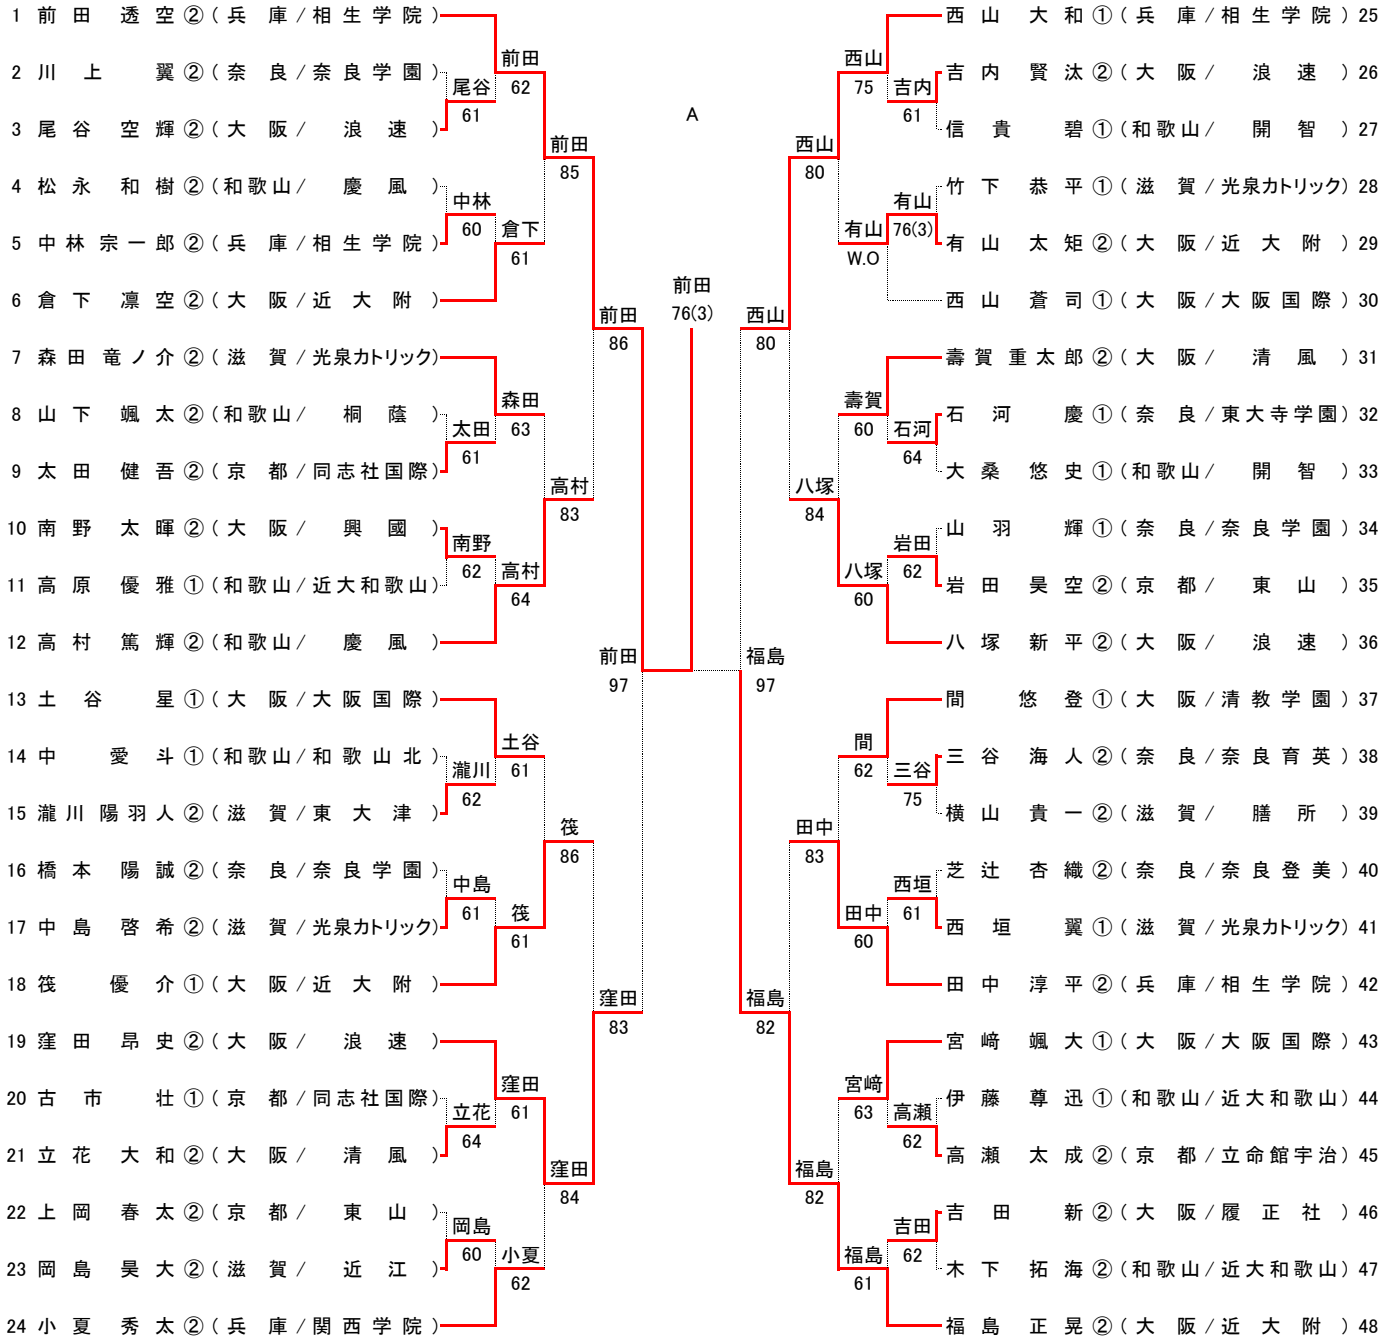 1 前田 透空②(兵庫/相生学院)
2 川上 翼②(奈良/奈良学園)
3 尾谷空輝②(大阪/浪速)
4 松永和樹②(和歌山/慶風)
5 中林宗一郎②(兵庫/相生学院)
6 倉下凛空②(大阪/近大附)
7 森田竜ノ介②(滋賀/光泉カトリック)
8 山下颯太②(和歌山/桐蔭)
9 太田健吾②(京都/同志社国際)
10 南野太暉②(大阪/興國)
11 高原優雅①(和歌山/近大和歌山)
12 高村篤輝②(和歌山/慶風)
13 土谷 星①(大阪/大阪国際)
14 中 愛斗①(和歌山/和歌山北)
15 瀧川陽羽人②(滋賀/東大津)
16 橋本陽誠②(奈良/奈良学園)
17 中島啓希②(滋賀/光泉カトリック)
18 筏 優介①(大阪/近大附)
19 窪田昂史②(大阪/浪速)
20 古市 壮①(京都/同志社国際)
21 立花大和②(大阪/清風)
22 上岡春太②(京都/東山)
23 岡島昊大②(滋賀/近江)
24 小夏秀太②(兵庫/関西学院)
尾谷
61
中林
60
太田
61
南野
62
瀧川
62
中島
61
立花
64
岡島
60
前田
62
倉下
61
森田
63
高村
64
土谷
61
筏
61
窪田
61
小夏
62
前田
85
高村
83
筏
86
窪田
84
前田
86
窪田
83
前田
97
A
前田
76(3)
福島
97
西山
80
福島
82
西山
80
八塚
84
田中
83
福島
82
西山
75
有山
W.O
壽賀
60
八塚
60
間
62
田中
60
宮﨑
63
福島
61
吉内
61
有山
76(3)
石河
64
岩田
62
三谷
75
西垣
61
高瀬
62
吉田
62
西山大和①(兵庫/相生学院) 25
吉内賢汰②(大阪/浪速) 26
信貴 碧①(和歌山/開智) 27
竹下恭平①(滋賀/光泉カトリック) 28
有山太矩②(大阪/近大附) 29
西山蒼司①(大阪/大阪国際) 30
壽賀重太郎②(大阪/清風) 31
石河 慶①(奈良/東大寺学園) 32
大桑悠史①(和歌山/開智) 33
山羽 輝①(奈良/奈良学園) 34
岩田昊空②(京都/東山) 35
八塚新平②(大阪/浪速) 36
間 悠登①(大阪/清教学園) 37
三谷海人②(奈良/奈良育英) 38
横山貴一②(滋賀/膳所) 39
芝辻杏織②(奈良/奈良登美) 40
西垣 翼①(滋賀/光泉カトリック) 41
田中淳平②(兵庫/相生学院) 42
宮﨑颯大①(大阪/大阪国際) 43
伊藤尊迅①(和歌山/近大和歌山) 44
高瀬太成②(京都/立命館宇治) 45
吉田 新②(大阪/履正社) 46
木下拓海②(和歌山/近大和歌山) 47
福島正晃②(大阪/近大附) 48